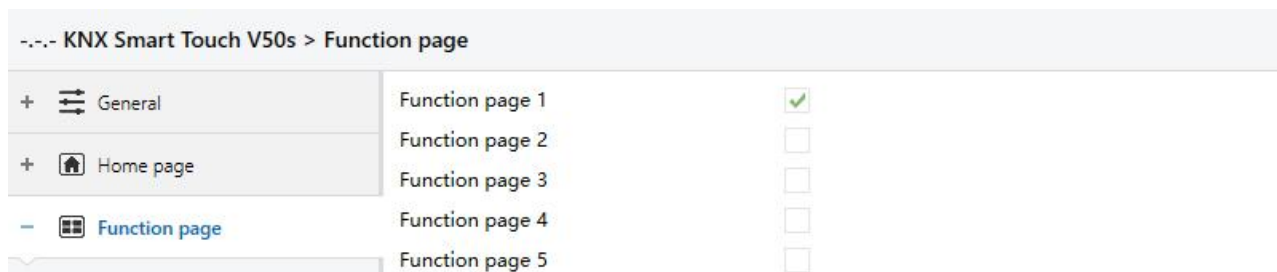 -.-.- KNX Smart Touch V50s > Function page
+ General
+ Home page
− Function page
Function page 1
Function page 2
Function page 3
Function page 4
Function page 5